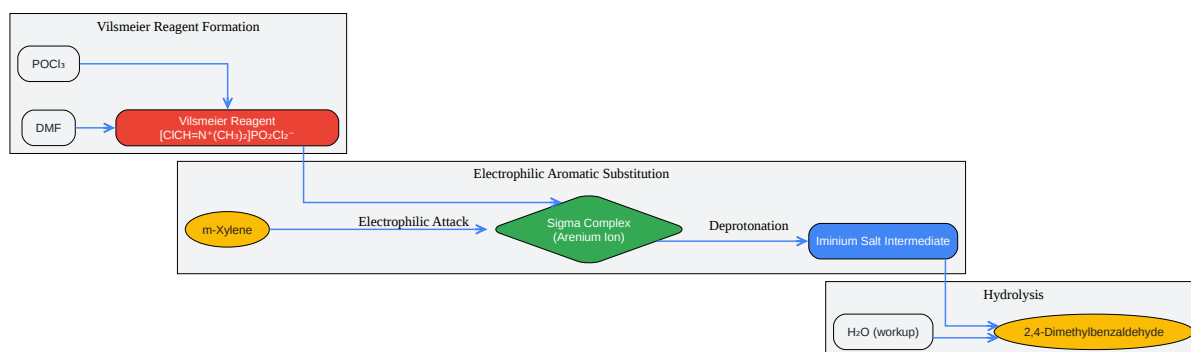 Vilsmeier Reagent Formation
POCl₃
DMF
Vilsmeier Reagent
[ClCH=N⁺(CH₃)₂]PO₂Cl₂⁻
Electrophilic Aromatic Substitution
m-Xylene
Electrophilic Attack
Sigma Complex
(Arenium Ion)
Deprotonation
Iminium Salt Intermediate
Hydrolysis
H₂O (workup)
2,4-Dimethylbenzaldehyde